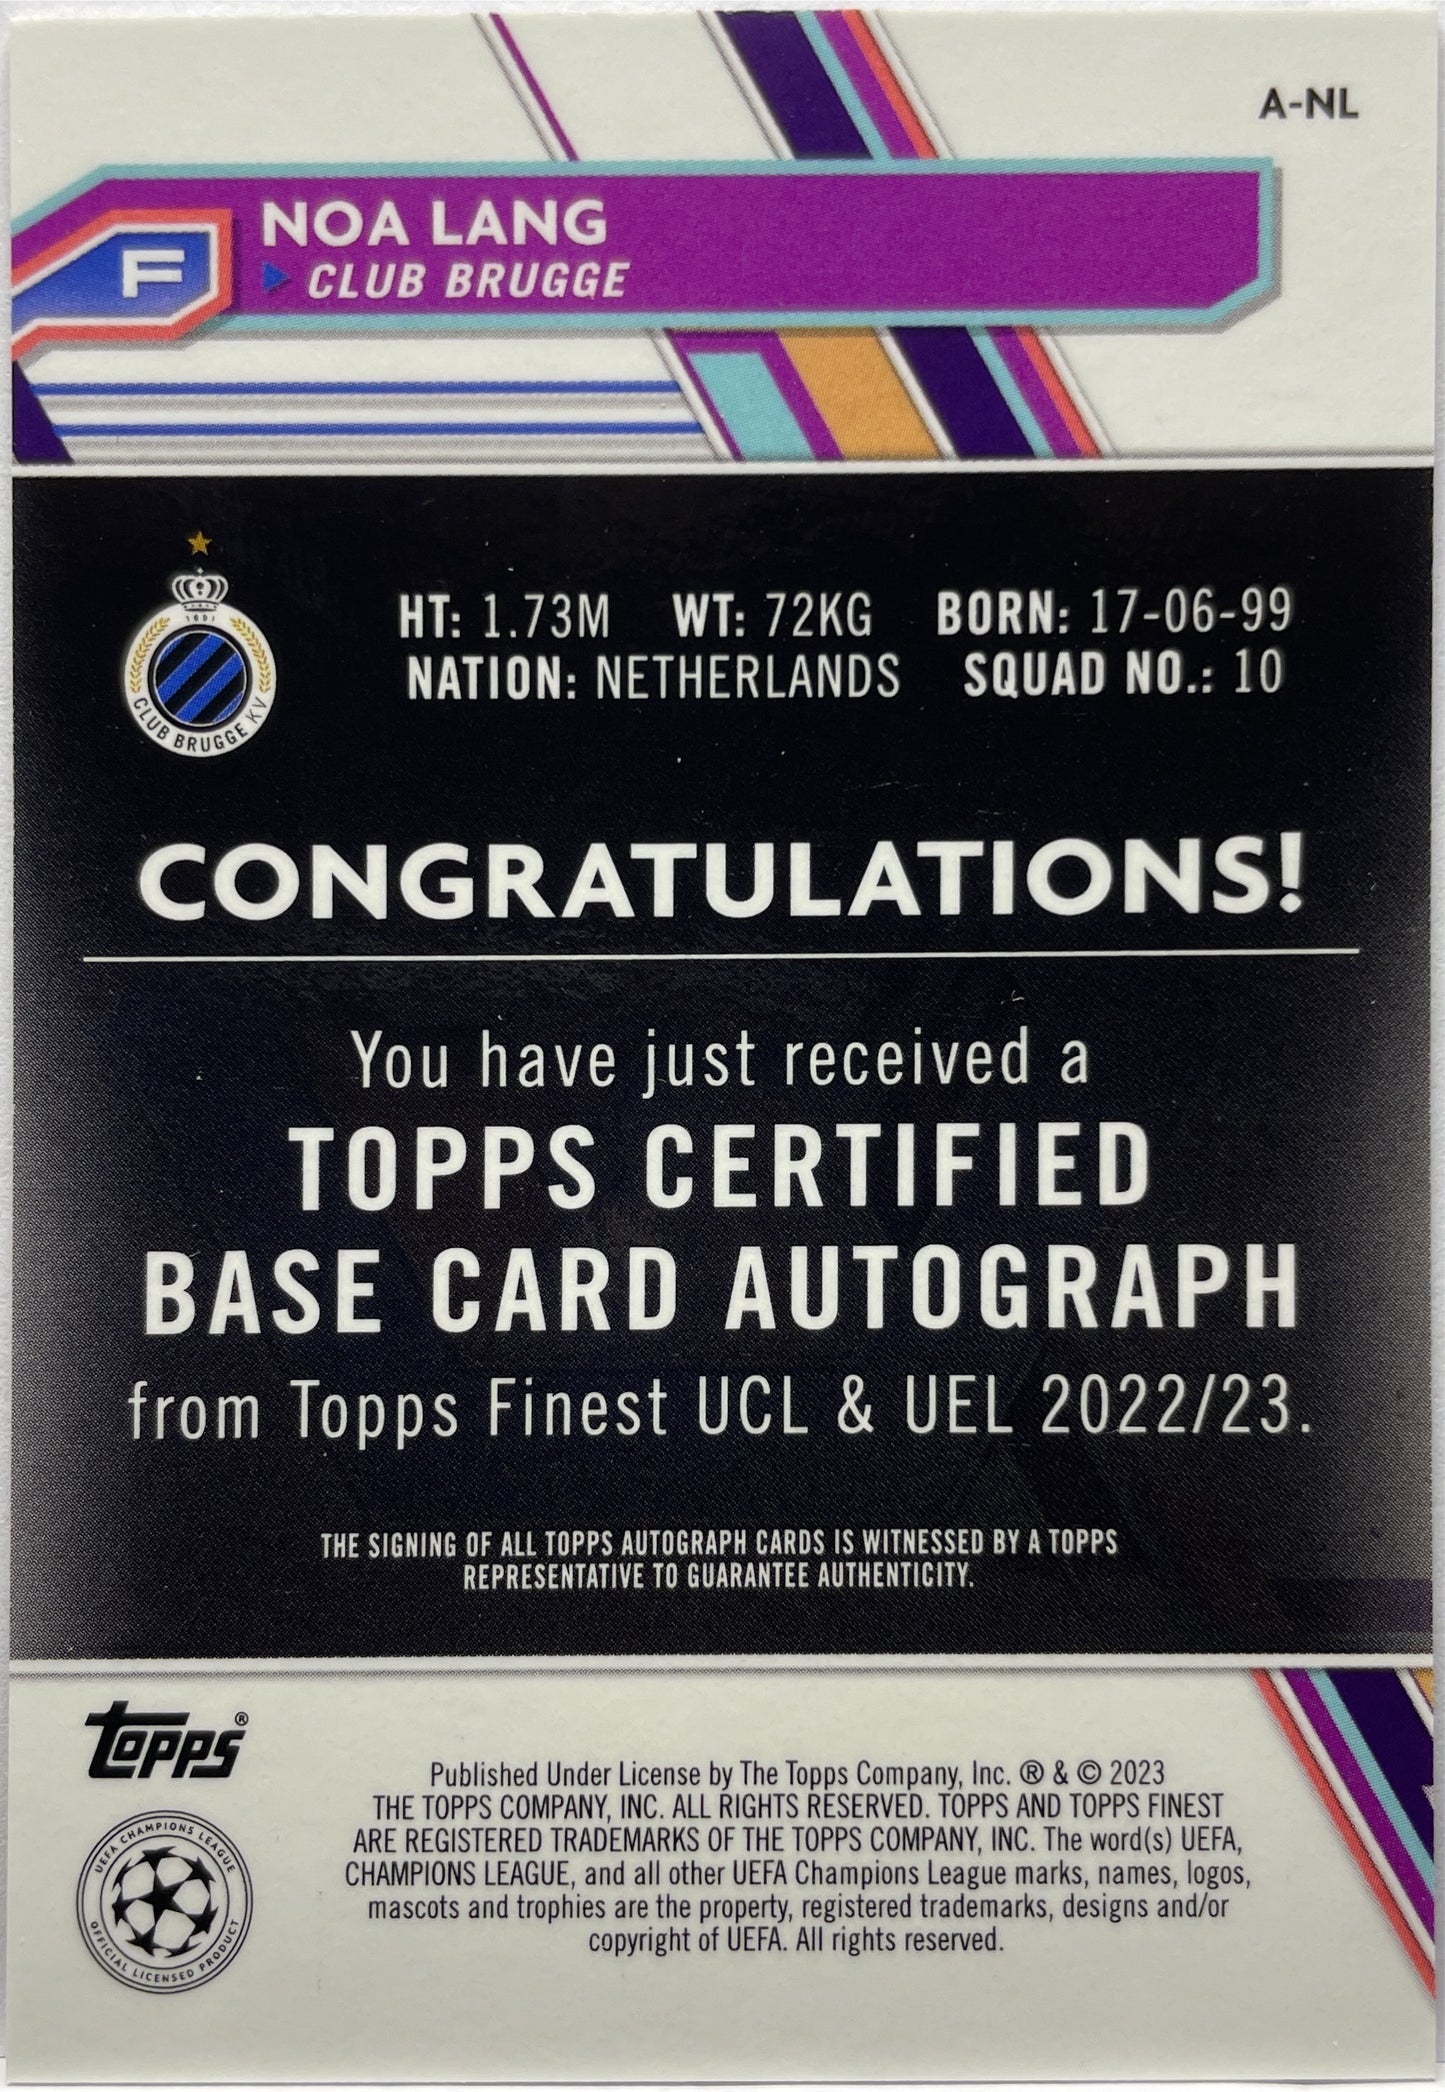 A-NL
NOA LANG
F
CLUB BRUGGE
HT: 1.73M WT: 72KG BORN: 17-06-99
NATION: NETHERLANDS SQUAD NO.: 10
1891
CLUB BRUGGE KV
CONGRATULATIONS!
You have just received a
TOPPS CERTIFIED
BASE CARD AUTOGRAPH
from Topps Finest UCL & UEL 2022/23.
THE SIGNING OF ALL TOPPS AUTOGRAPH CARDS IS WITNESSED BY A TOPPS
REPRESENTATIVE TO GUARANTEE AUTHENTICITY.
Topps®
UEFA CHAMPIONS LEAGUE
OFFICIAL LICENSED PRODUCT
Published Under License by The Topps Company, Inc. ® & © 2023
THE TOPPS COMPANY, INC. ALL RIGHTS RESERVED. TOPPS AND TOPPS FINEST
ARE REGISTERED TRADEMARKS OF THE TOPPS COMPANY, INC. The word(s) UEFA,
CHAMPIONS LEAGUE, and all other UEFA Champions League marks, names, logos,
mascots and trophies are the property, registered trademarks, designs and/or
copyright of UEFA. All rights reserved.